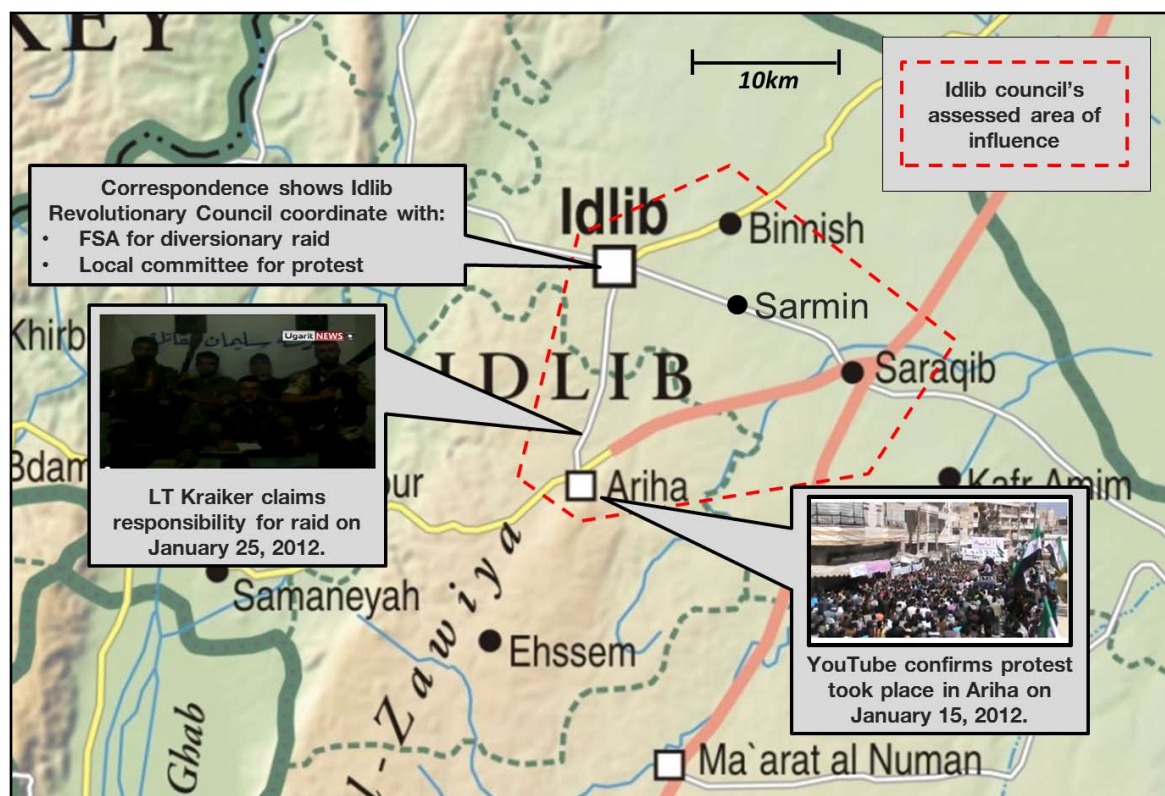 KEY
10km
Idlib council's
assessed area of
influence
Correspondence shows Idlib
Revolutionary Council coordinate with:
• FSA for diversionary raid
• Local committee for protest
Idlib
Binnish
Sarmin
Khirb
Ugarit NEWS
سليمان
IDLIB
Saraqib
Bdam
our
Ariha
Kafr Amim
LT Kraiker claims
responsibility for raid on
January 25, 2012.
Samaneyah
Ehssem
l-Zawiya
YouTube confirms protest
took place in Ariha on
January 15, 2012.
Ghab
Ma`arat al Numan